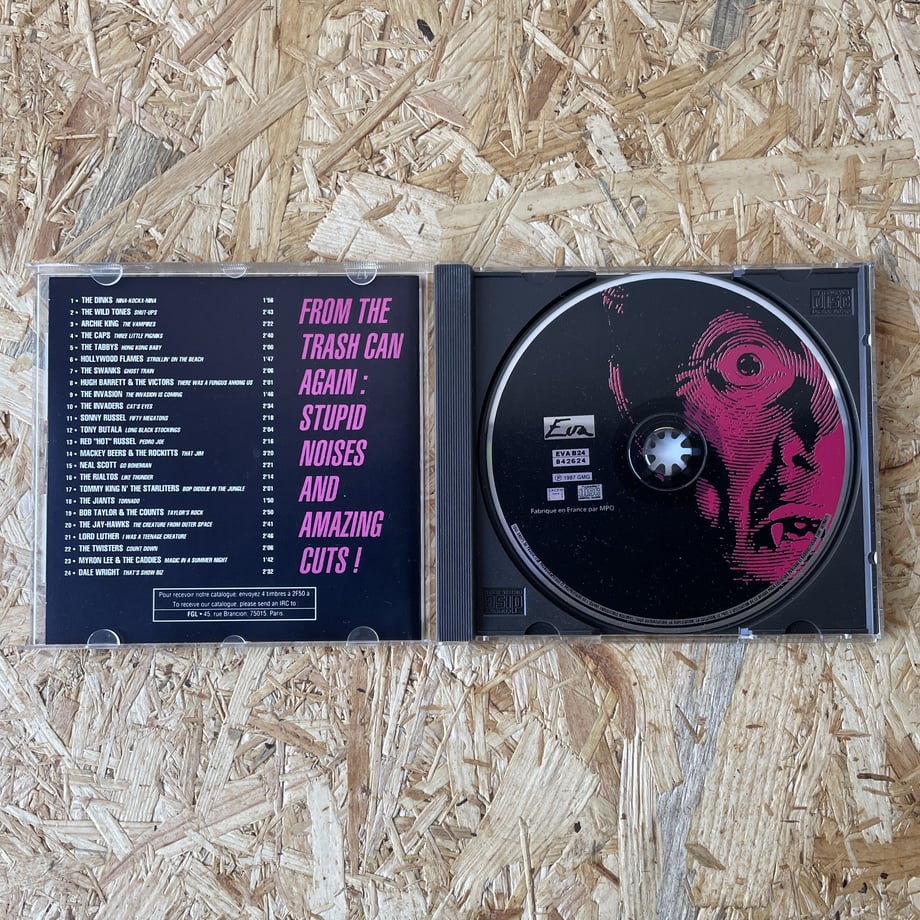 1 • THE DINKS NINA-KOCKA-NINA 1'56
2 • THE WILD TONES SHUT-UPS 2'43
3 • ARCHIE KING THE VAMPIRES 2'22
4 • THE CAPS THREE LITTLE PIGNIKS 2'22
5 • THE TABBYS HONG KONG BABY 2'00
6 • HOLLYWOOD FLAMES STROLLIN' ON THE BEACH 1'47
7 • THE SWANKS GHOST TRAIN 2'06
8 • HUGH BARRETT & THE VICTORS THERE WAS A FUNGUS AMONG US 2'01
9 • THE INVASION THE INVASION IS COMING 1'46
10 • THE INVADERS CAT'S EYES 2'34
11 • SONNY RUSSEL FIFTY MEGATONS 2'18
12 • TONY BUTALA LONG BLACK STOCKINGS 2'04
13 • RED "HOT" RUSSEL PEDRO JOE 2'16
14 • MACKEY BEERS & THE ROCKITTS THAT JIM 2'20
15 • NEAL SCOTT GO BOHEMIAN 2'21
16 • THE RIALTOS LIKE THUNDER 2'14
17 • TOMMY KING N' THE STARLITERS BOP DIDDLIE IN THE JUNGLE 2'01
18 • THE JIANTS TORNADO 1'50
19 • BOB TAYLOR & THE COUNTS TAYLOR'S ROCK 2'50
20 • THE JAY-HAWKS THE CREATURE FROM OUTER SPACE 2'41
21 • LORD LUTHER I WAS A TEENAGE CREATURE 2'46
22 • THE TWISTERS COUNT DOWN 2'06
23 • MYRON LEE & THE CADDIES MAGIC IN A SUMMER NIGHT 1'42
24 • DALE WRIGHT THAT'S SHOW BIZ 2'32
Pour recevoir notre catalogue, envoyez 4 timbres à 2F50 à
To receive our catalogue, please send an IRC to
FGL • 45, rue Brancion, 75015, Paris.
FROM THE
TRASH CAN
AGAIN :
STUPID
NOISES
AND
AMAZING
CUTS !
Eva
EVA B24
842624
Ⓟ 1987 GMG
Fabriqué en France par MPO
disc
disc